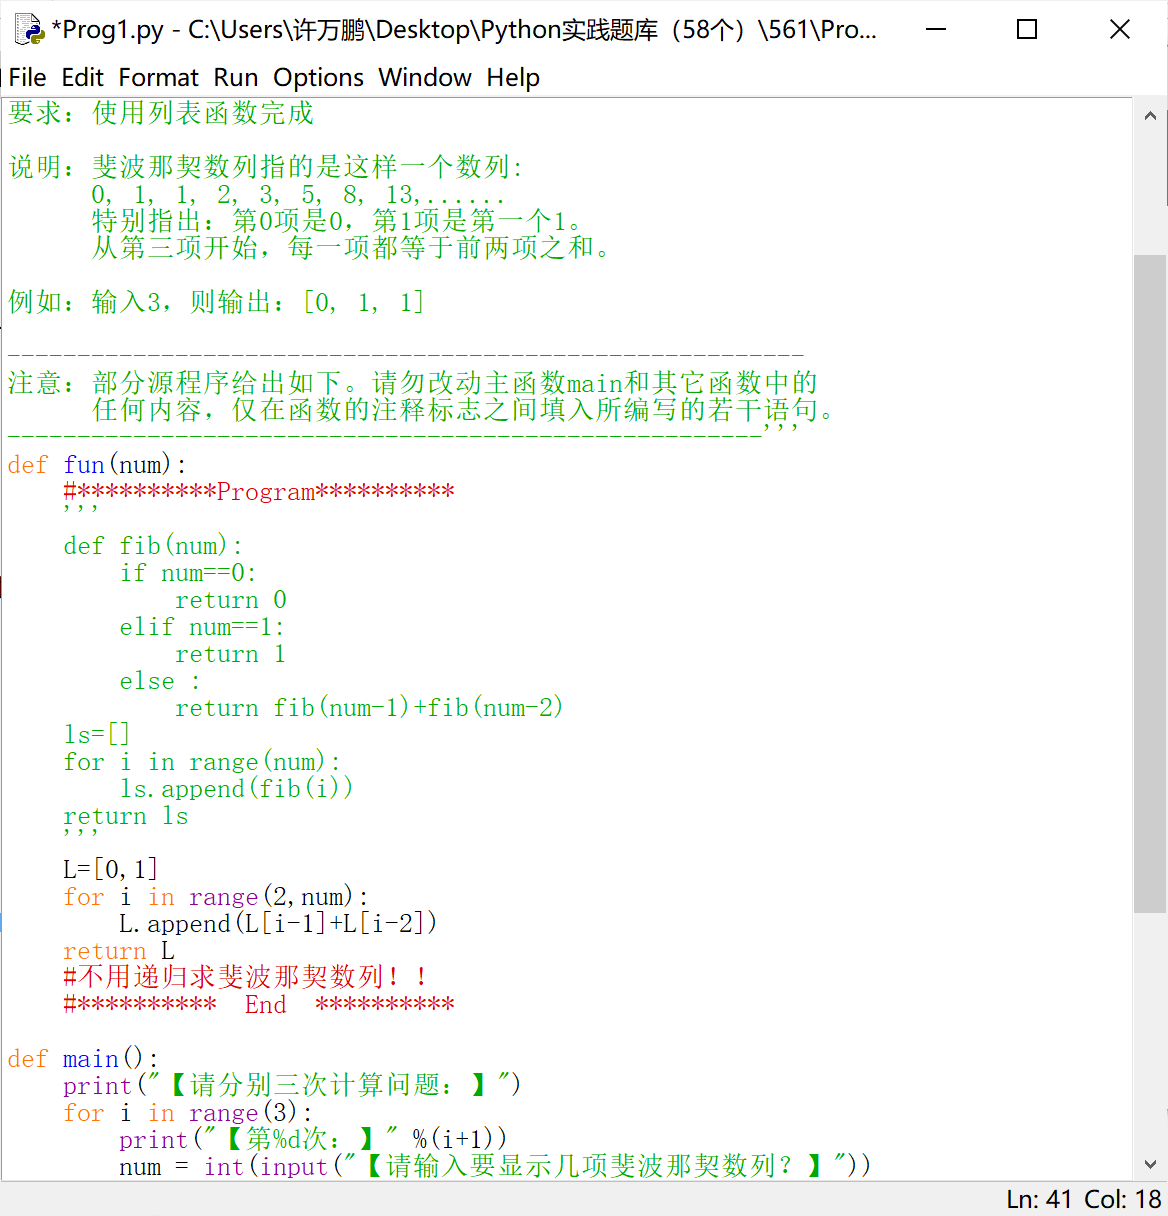 *Prog1.py - C:\Users\许万鹏\Desktop\Python实践题库（58个）\561\Pro...
File Edit Format Run Options Window Help
要求：使用列表函数完成
说明：斐波那契数列指的是这样一个数列:
0, 1, 1, 2, 3, 5, 8, 13,......
特别指出：第0项是0，第1项是第一个1。
从第三项开始，每一项都等于前两项之和。
例如：输入3，则输出：[0, 1, 1]
---------------------------------------------------------
注意：部分源程序给出如下。请勿改动主函数main和其它函数中的
任何内容，仅在函数的注释标志之间填入所编写的若干语句。
------------------------------------------------------'''
def fun(num):
    #**********Program**********
    '''
    def fib(num):
        if num==0:
            return 0
        elif num==1:
            return 1
        else :
            return fib(num-1)+fib(num-2)
    ls=[]
    for i in range(num):
        ls.append(fib(i))
    return ls
    '''
    L=[0,1]
    for i in range(2,num):
        L.append(L[i-1]+L[i-2])
    return L
    #不用递归求斐波那契数列！！
    #**********  End  **********
def main():
    print("【请分别三次计算问题：】")
    for i in range(3):
        print("【第%d次：】" %(i+1))
        num = int(input("【请输入要显示几项斐波那契数列？】"))
Ln: 41 Col: 18